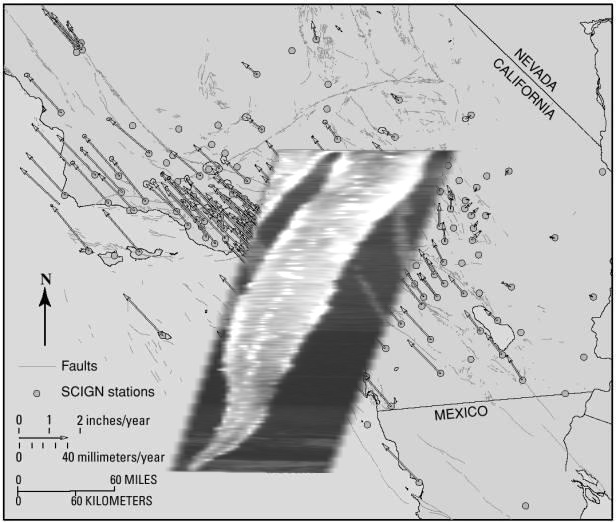 NEVADA
CALIFORNIA
N
Faults
SCIGN stations
0 1 2 inches/year
0 40 millimeters/year
0 60 MILES
0 60 KILOMETERS
MEXICO